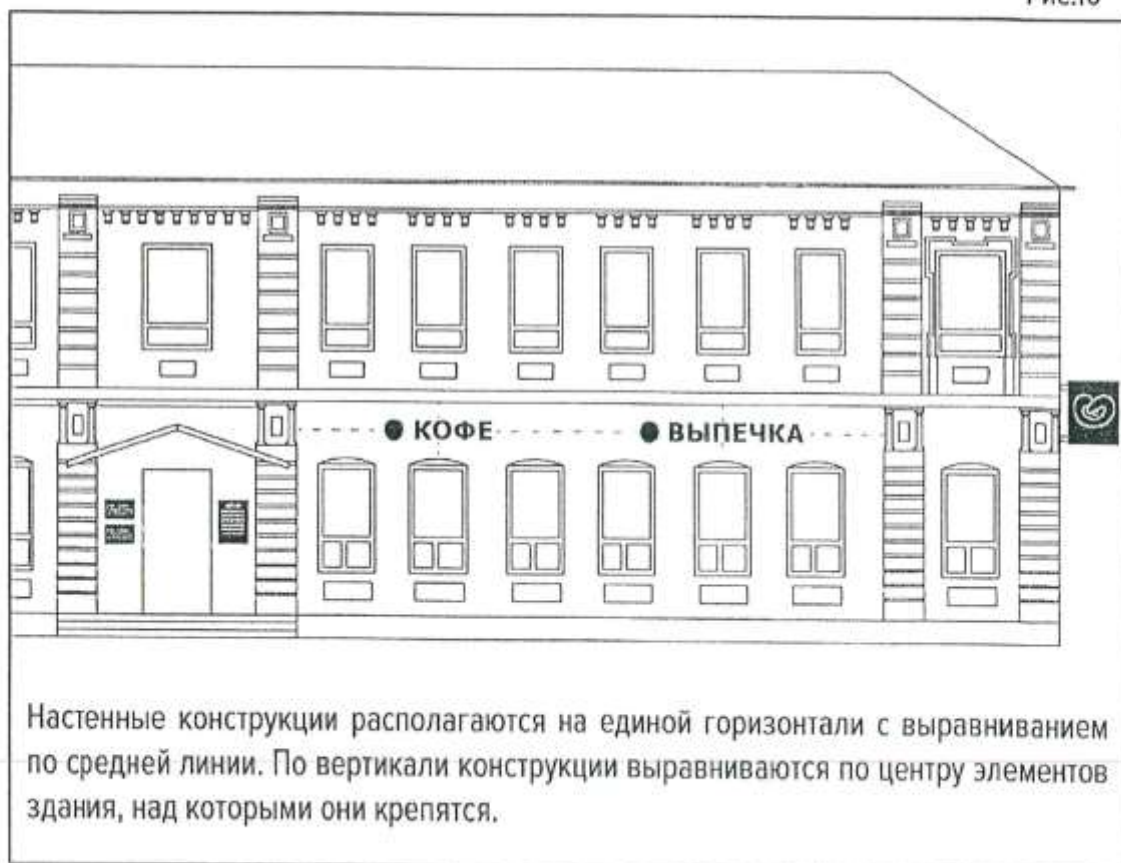 КОФЕ
ВЫПЕЧКА
Настенные конструкции располагаются на единой горизонтали с выравниванием
по средней линии. По вертикали конструкции выравниваются по центру элементов
здания, над которыми они крепятся.